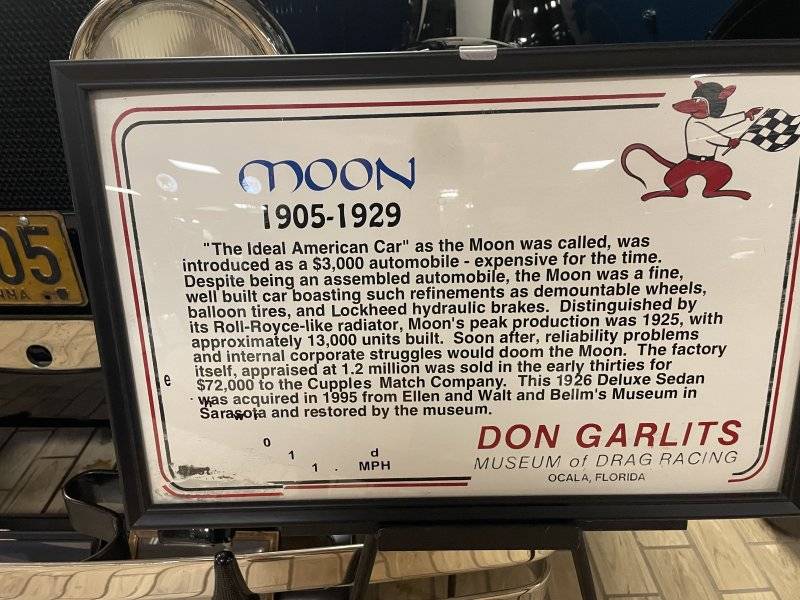 MOON
1905-1929
"The Ideal American Car" as the Moon was called, was
introduced as a $3,000 automobile - expensive for the time.
Despite being an assembled automobile, the Moon was a fine,
well built car boasting such refinements as demountable wheels,
balloon tires, and Lockheed hydraulic brakes. Distinguished by
its Roll-Royce-like radiator, Moon's peak production was 1925, with
approximately 13,000 units built. Soon after, reliability problems
and internal corporate struggles would doom the Moon. The factory
itself, appraised at 1.2 million was sold in the early thirties for
$72,000 to the Cupples Match Company. This 1926 Deluxe Sedan
was acquired in 1995 from Ellen and Walt and Bellm's Museum in
Sarasota and restored by the museum.
e
0
1 d
1 . MPH
DON GARLITS
MUSEUM of DRAG RACING
OCALA, FLORIDA
05